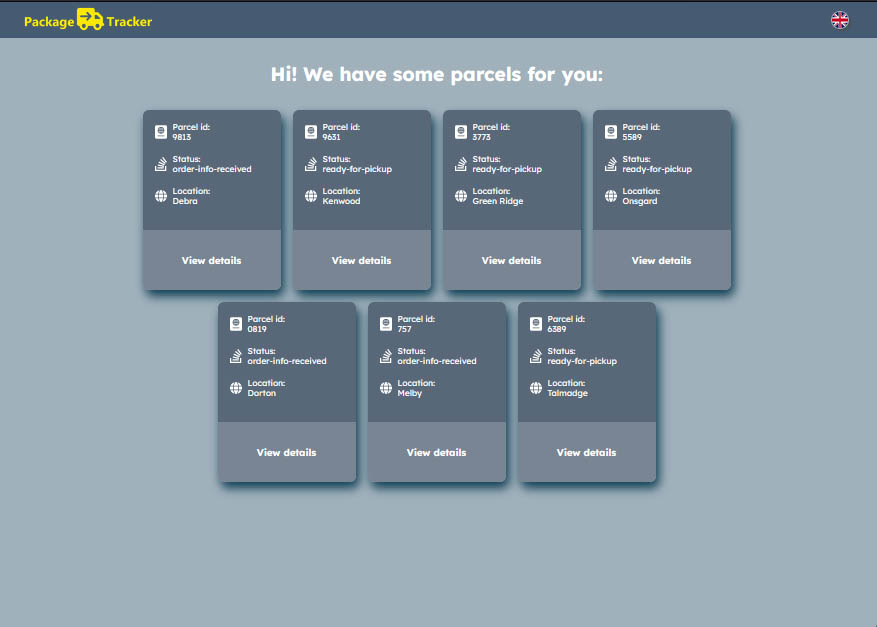 Package Tracker
Hi! We have some parcels for you:
Parcel id:
9813
Status:
order-info-received
Location:
Debra
View details
Parcel id:
9631
Status:
ready-for-pickup
Location:
Kenwood
View details
Parcel id:
3773
Status:
ready-for-pickup
Location:
Green Ridge
View details
Parcel id:
5589
Status:
ready-for-pickup
Location:
Onsgard
View details
Parcel id:
0819
Status:
order-info-received
Location:
Dorton
View details
Parcel id:
757
Status:
order-info-received
Location:
Melby
View details
Parcel id:
6389
Status:
ready-for-pickup
Location:
Talmadge
View details